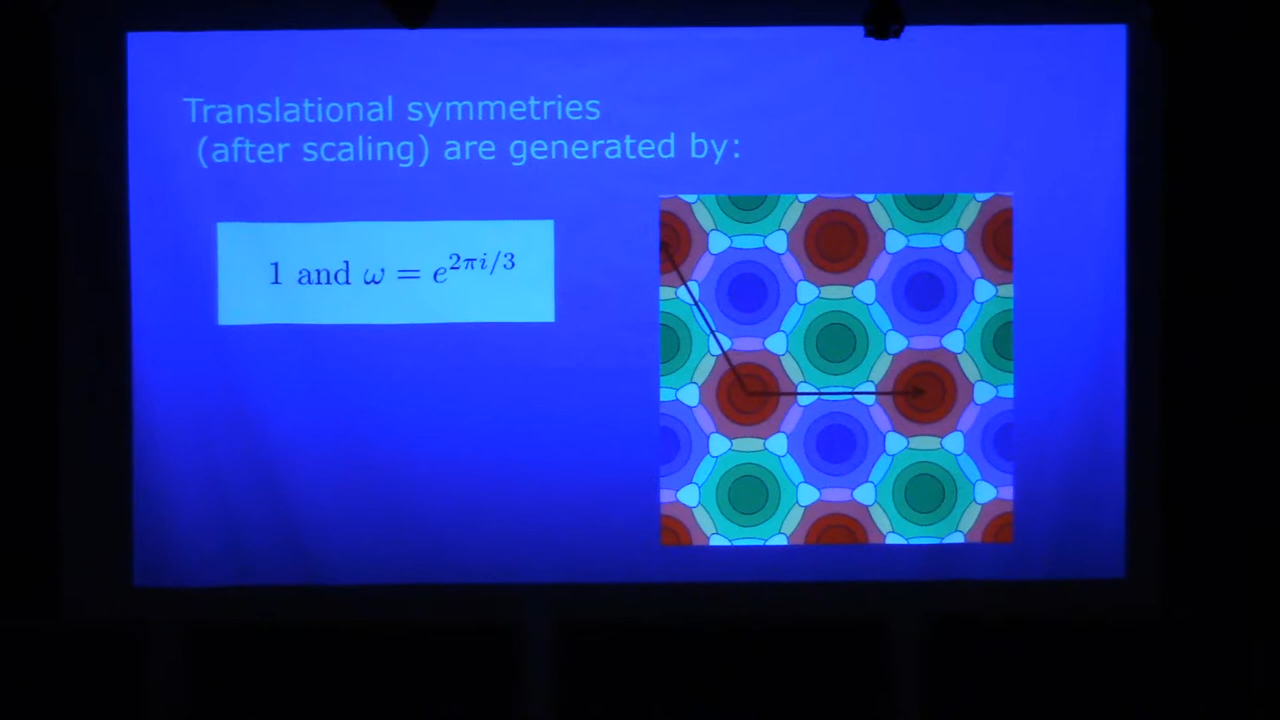 Translational symmetries
(after scaling) are generated by:
1 and ω = e^{2πi/3}